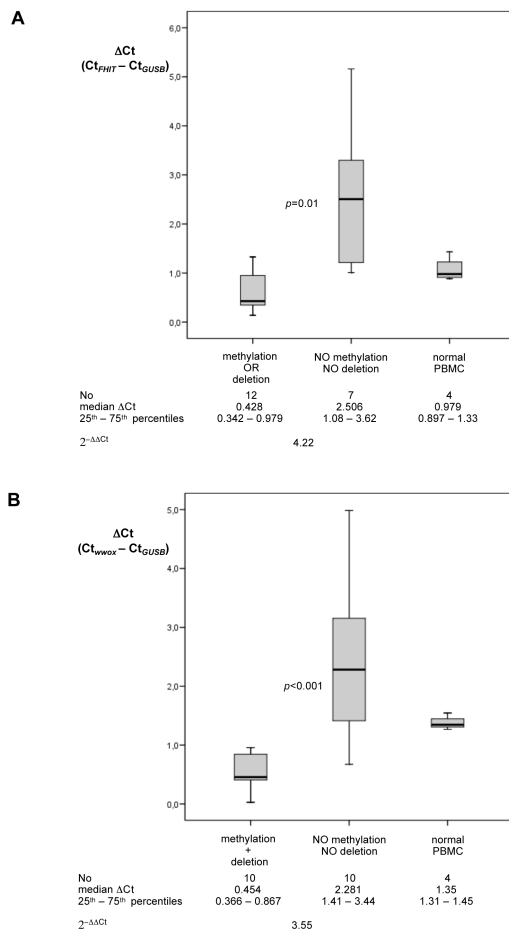 A
ΔCt
(CtFHIT – CtGUSB)
6,0
5,0
4,0
3,0
2,0
1,0
0,0
p=0.01
methylation NO methylation normal
OR NO deletion PBMC
deletion
No 12 7 4
median ΔCt 0.428 2.506 0.979
25th – 75th percentiles 0.342 – 0.979 1.08 – 3.62 0.897 – 1.33
2–ΔΔCt 4.22
B
ΔCt
(Ctwwox – CtGUSB)
5,0
4,0
3,0
2,0
1,0
0,0
p<0.001
methylation NO methylation normal
+ NO deletion PBMC
deletion
No 10 10 4
median ΔCt 0.454 2.281 1.35
25th – 75th percentiles 0.366 – 0.867 1.41 – 3.44 1.31 – 1.45
2–ΔΔCt 3.55